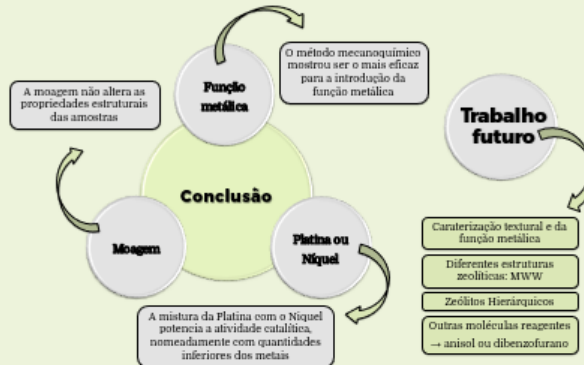 O método mecanoquímico
mostrou ser o mais eficaz
para a introdução da
função metálica
Função
metálica
A moagem não altera as
propriedades estruturais
das amostras
Conclusão
Moagem
Platina ou
Níquel
A mistura da Platina com o Níquel
potencia a atividade catalítica,
nomeadamente com quantidades
inferiores dos metais
Trabalho
futuro
Caraterização textural e da
função metálica
Diferentes estruturas
zeolíticas: MWW
Zeólitos Hierárquicos
Outras moléculas reagentes
→ anisol ou dibenzofurano